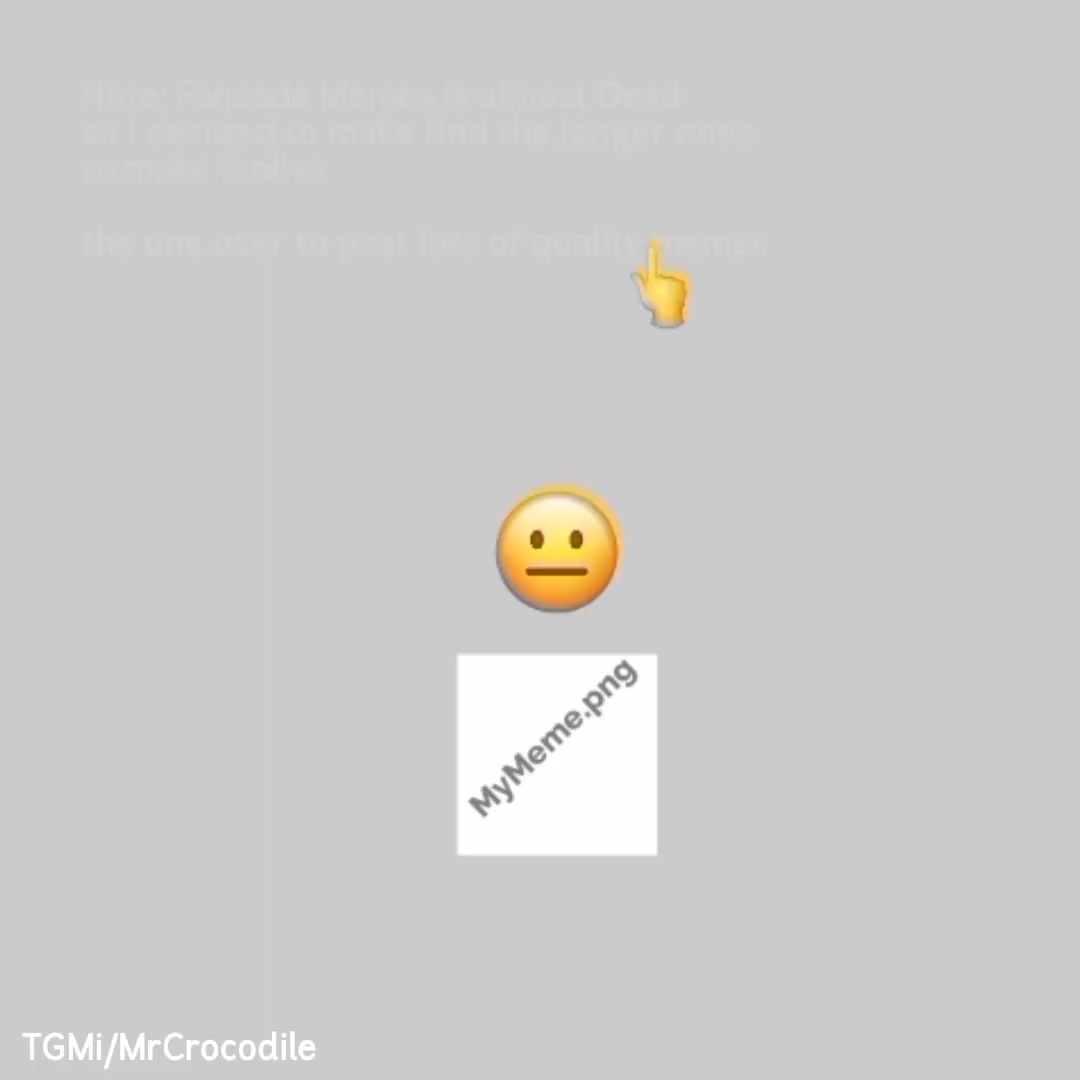 Note: Fancade Memes is almost Dead
so I decided to make find the longer ones
to make it alive
the one user to post lots of quality memes
MyMeme.png
TGMi/MrCrocodile